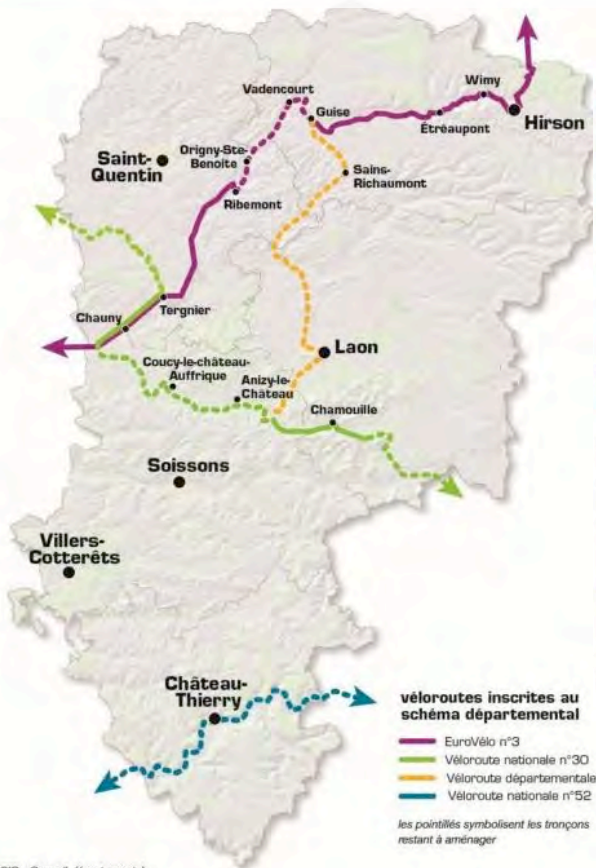 Wimy
Vadencourt
Guise
Hirson
Étréaupont
Origny-Ste-
Benoite
Saint-
Quentin
Sains-
Richaumont
Ribemont
Chauny
Tergnier
Laon
Coucy-le-château-
Auffrique
Anizy-le-
Château
Chamouille
Soissons
Villers-
Cotterêts
Château-
Thierry
véloroutes inscrites au
schéma départemental
EuroVélo n°3
Véloroute nationale n°30
Véloroute départementale
Véloroute nationale n°52
les pointillés symbolisent les tronçons
restant à aménager